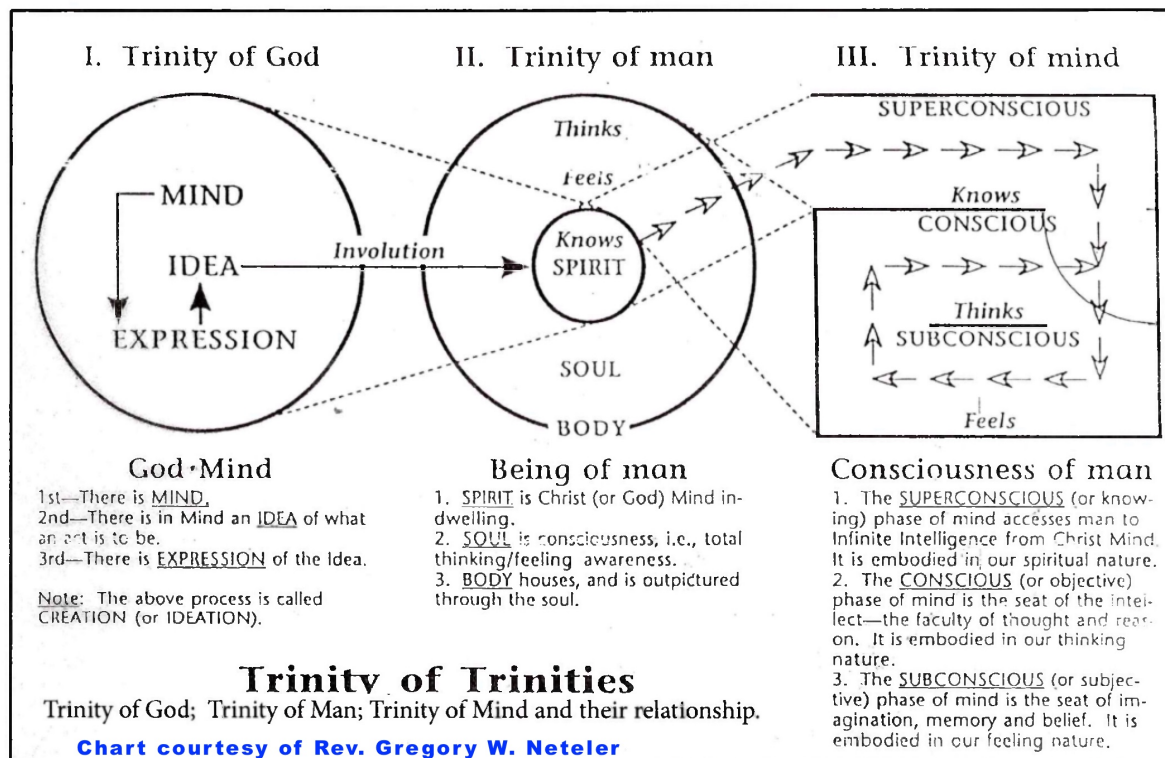 I. Trinity of God
II. Trinity of man
III. Trinity of mind
MIND
IDEA
EXPRESSION
Involution
Thinks
Feels
Knows
SPIRIT
SOUL
BODY
SUPERCONSCIOUS
Knows
CONSCIOUS
Thinks
SUBCONSCIOUS
Feels
God-Mind
1st—There is MIND,
2nd—There is in Mind an IDEA of what
an act is to be.
3rd—There is EXPRESSION of the Idea.
Note: The above process is called
CREATION (or IDEATION).
Being of man
1. SPIRIT is Christ (or God) Mind in-
dwelling.
2. SOUL is consciousness, i.e., total
thinking/feeling awareness.
3. BODY houses, and is outpictured
through the soul.
Consciousness of man
1. The SUPERCONSCIOUS (or know-
ing) phase of mind accesses man to
Infinite Intelligence from Christ Mind.
It is embodied in our spiritual nature.
2. The CONSCIOUS (or objective)
phase of mind is the seat of the intel-
lect—the faculty of thought and reas-
on. It is embodied in our thinking
nature.
3. The SUBCONSCIOUS (or subjec-
tive) phase of mind is the seat of im-
agination, memory and belief. It is
embodied in our feeling nature.
Trinity of Trinities
Trinity of God; Trinity of Man; Trinity of Mind and their relationship.
Chart courtesy of Rev. Gregory W. Neteler